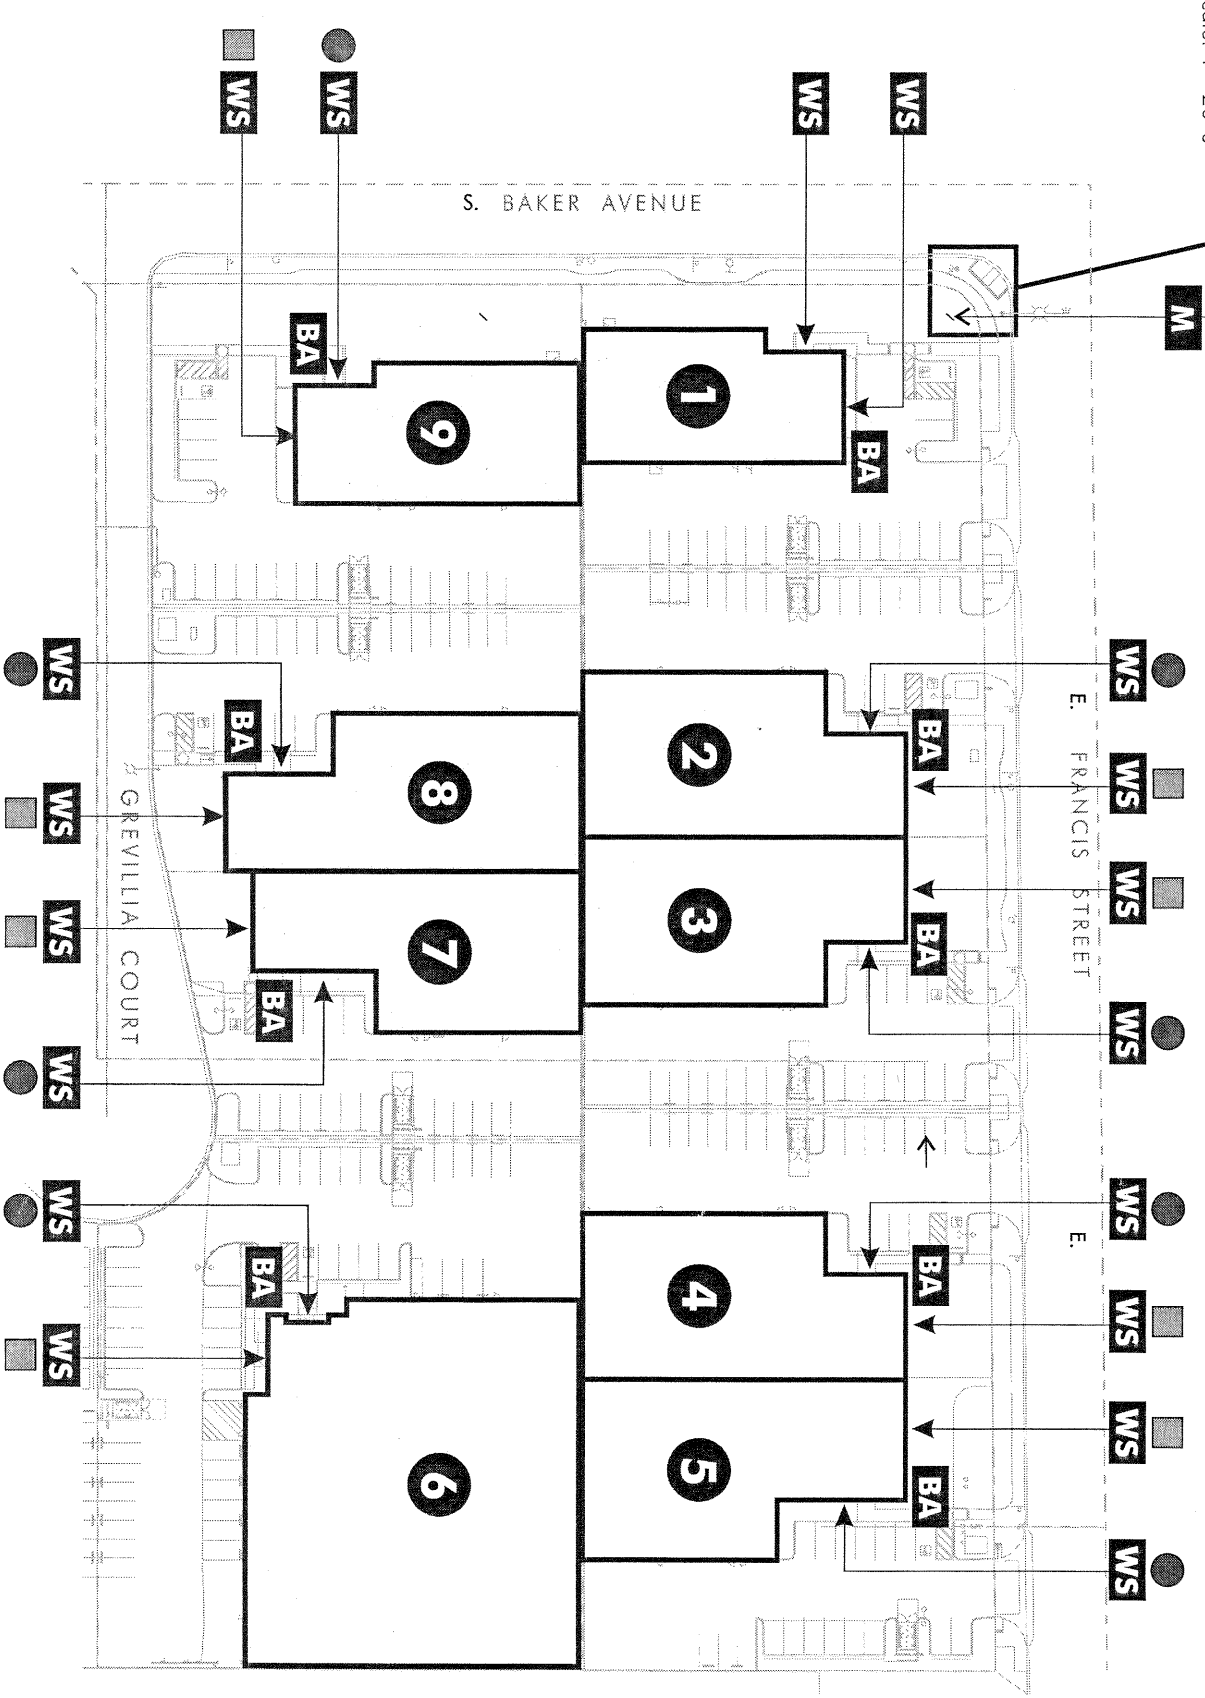 M
WS WS WS WS WS WS WS WS
E. FRANCIS STREET E.
BA BA BA BA
WS
BA
WS
1 2 3 4 5
S. BAKER AVENUE
9 8 7 6
WS
BA
BA BA BA
WS
GREVILLIA COURT
WS WS WS WS WS WS